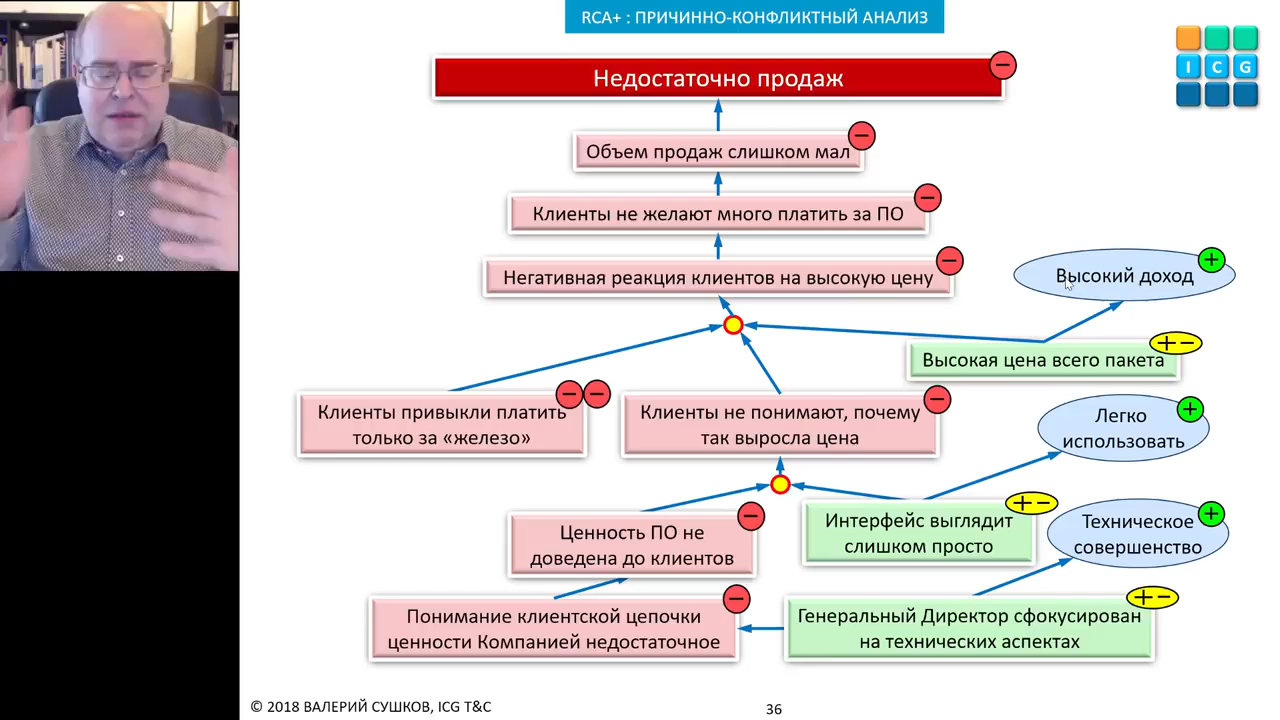 RCA+ : ПРИЧИННО-КОНФЛИКТНЫЙ АНАЛИЗ
I C G
Недостаточно продаж
Объем продаж слишком мал
Клиенты не желают много платить за ПО
Негативная реакция клиентов на высокую цену
Высокий доход
Высокая цена всего пакета
Клиенты привыкли платить
только за «железо»
Клиенты не понимают, почему
так выросла цена
Легко
использовать
Ценность ПО не
доведена до клиентов
Интерфейс выглядит
слишком просто
Техническое
совершенство
Понимание клиентской цепочки
ценности Компанией недостаточное
Генеральный Директор сфокусирован
на технических аспектах
© 2018 ВАЛЕРИЙ СУШКОВ, ICG T&C
36